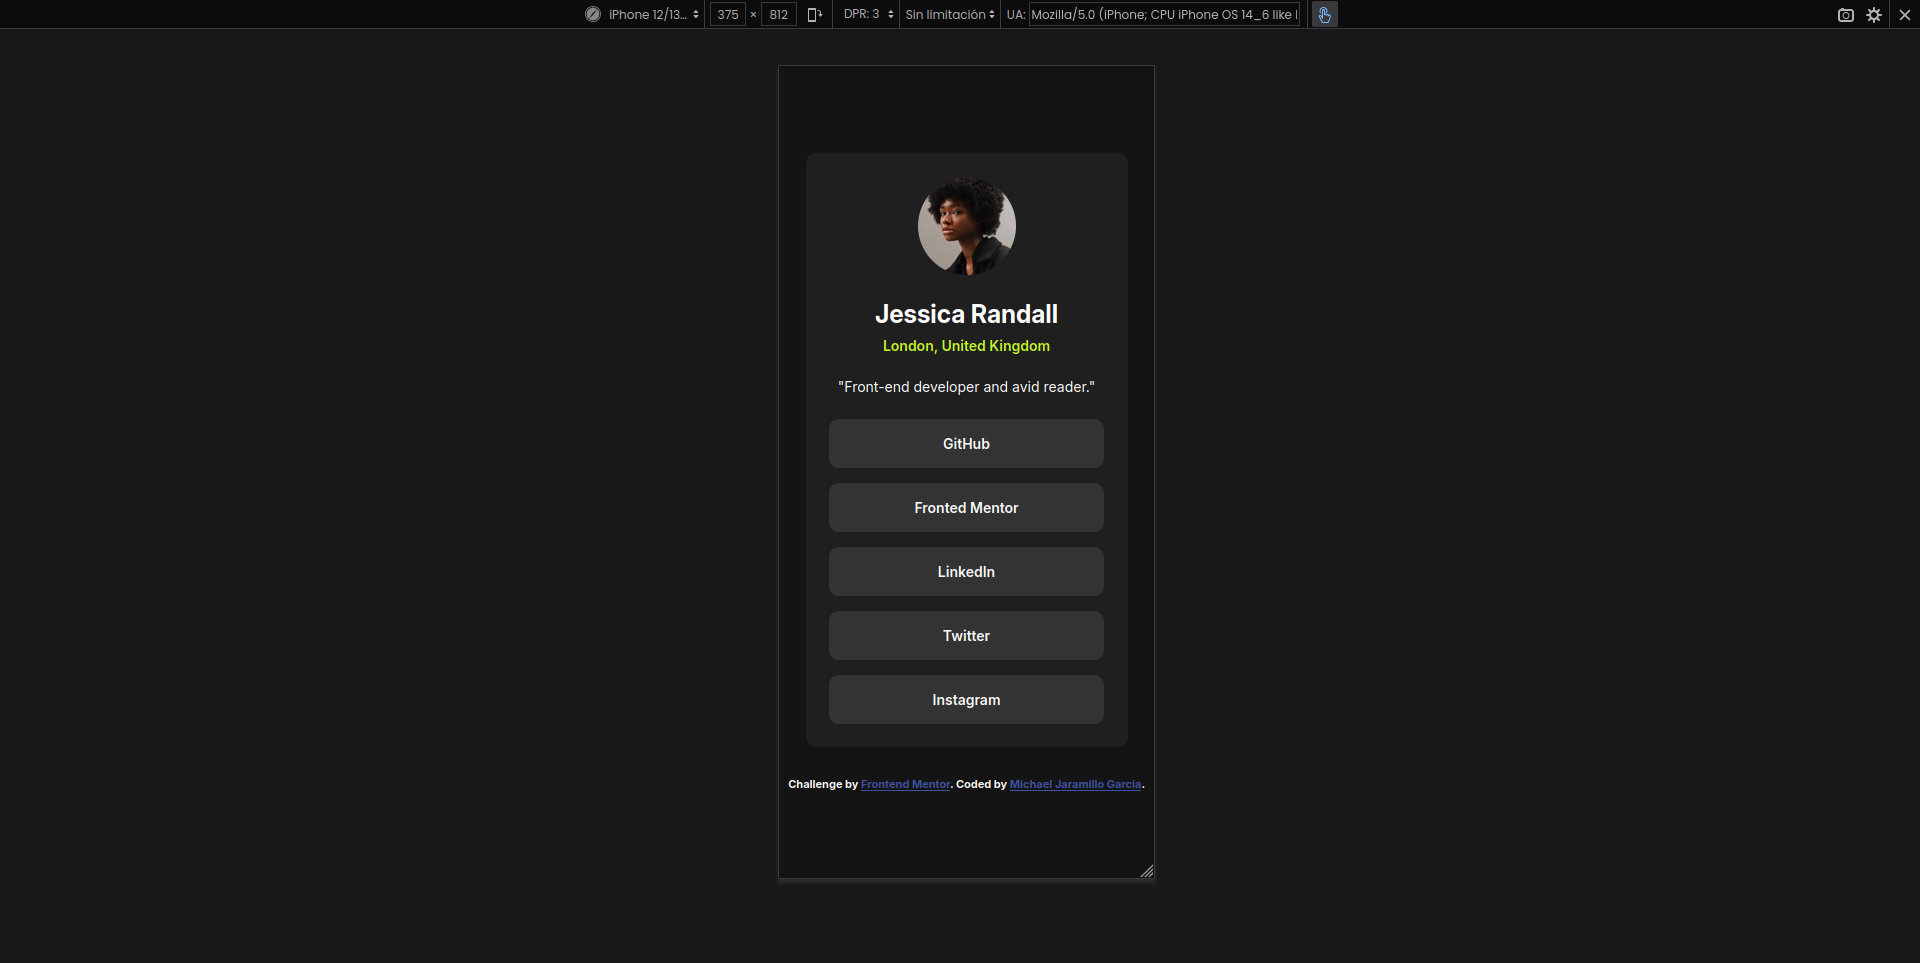 iPhone 12/13... 375 × 812 DPR: 3 Sin limitación UA: Mozilla/5.0 (iPhone; CPU iPhone OS 14_6 like
Jessica Randall
London, United Kingdom
"Front-end developer and avid reader."
GitHub
Fronted Mentor
LinkedIn
Twitter
Instagram
Challenge by Frontend Mentor. Coded by Michael Jaramillo Garcia.